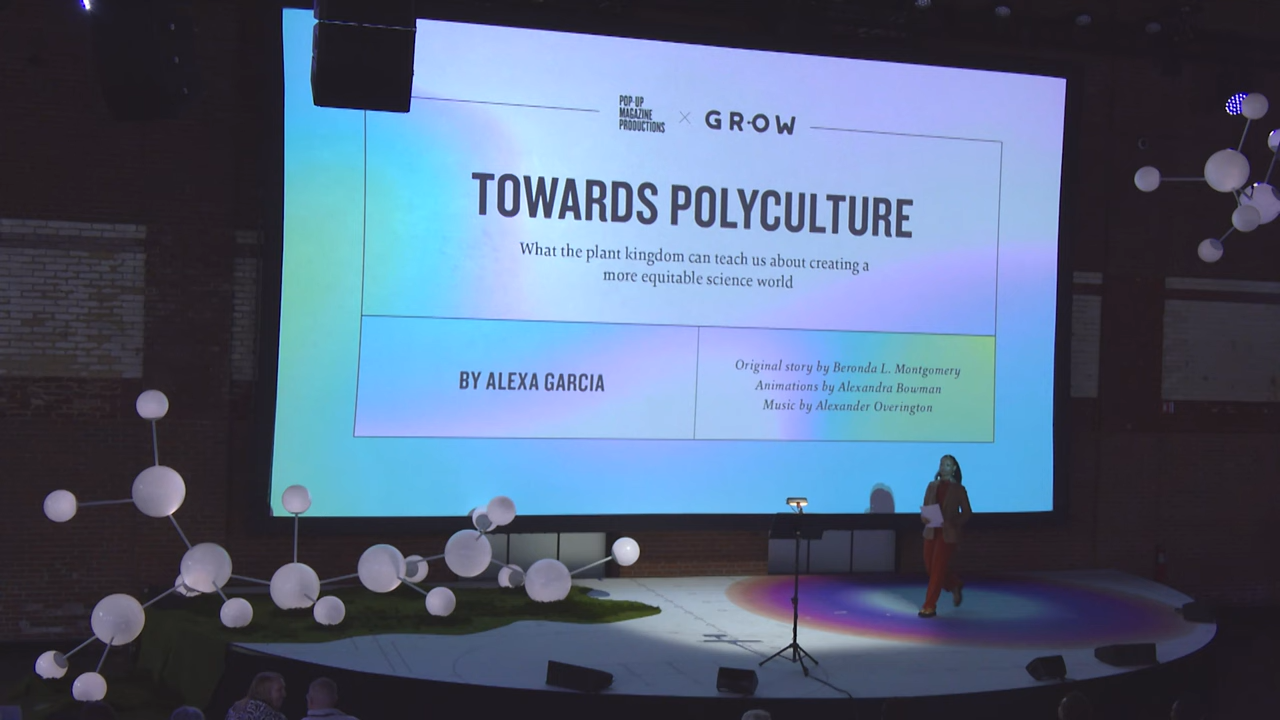 POP-UP
MAGAZINE
PRODUCTIONS
× GROW
TOWARDS POLYCULTURE
What the plant kingdom can teach us about creating a
more equitable science world
BY ALEXA GARCIA
Original story by Beronda L. Montgomery
Animations by Alexandra Bowman
Music by Alexander Overington